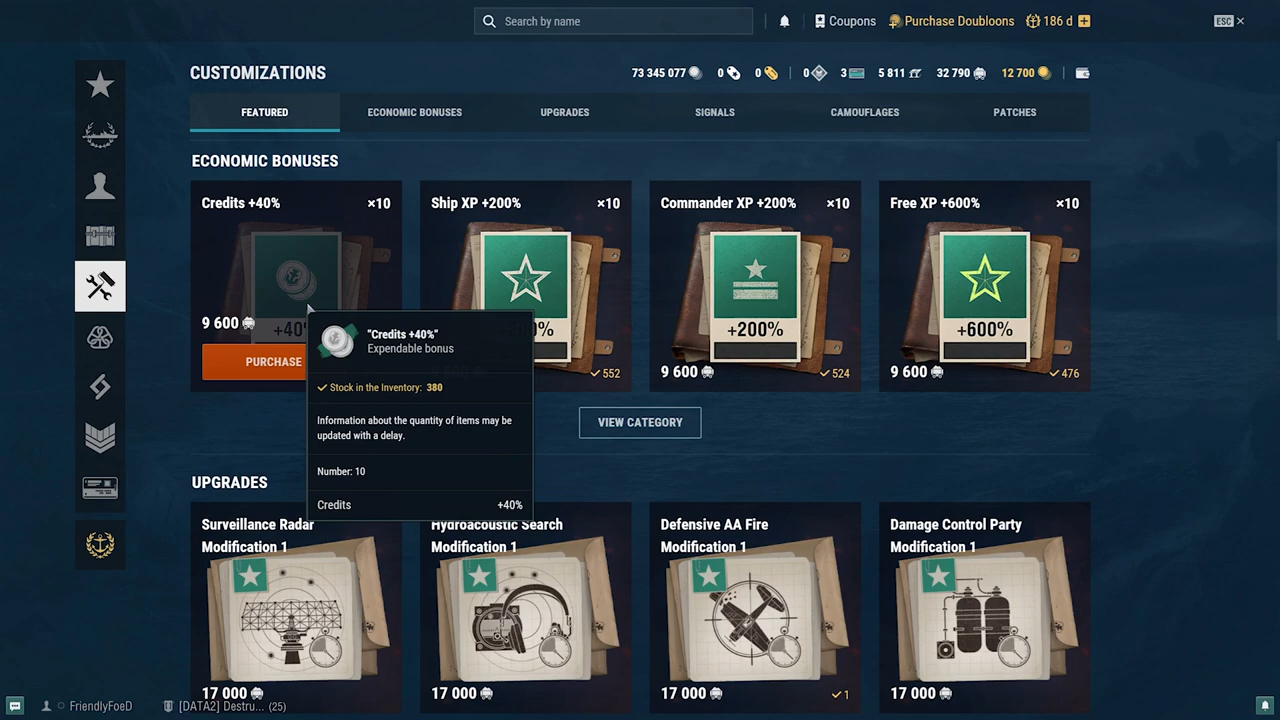 Search by name
Coupons
Purchase Doubloons
186 d
ESC
CUSTOMIZATIONS
73 345 077
0
0
0
3
5 811
32 790
12 700
FEATURED
ECONOMIC BONUSES
UPGRADES
SIGNALS
CAMOUFLAGES
PATCHES
ECONOMIC BONUSES
Credits +40% ×10
Ship XP +200% ×10
Commander XP +200% ×10
Free XP +600% ×10
9 600
PURCHASE
552
+200%
9 600
524
+600%
9 600
476
"Credits +40%"
Expendable bonus
Stock in the Inventory: 380
Information about the quantity of items may be
updated with a delay.
Number: 10
Credits +40%
VIEW CATEGORY
UPGRADES
Surveillance Radar
Modification 1
Hydroacoustic Search
Modification 1
Defensive AA Fire
Modification 1
Damage Control Party
Modification 1
17 000
17 000
17 000
1
17 000
FriendlyFoeD
[DATA2] Destru... (25)